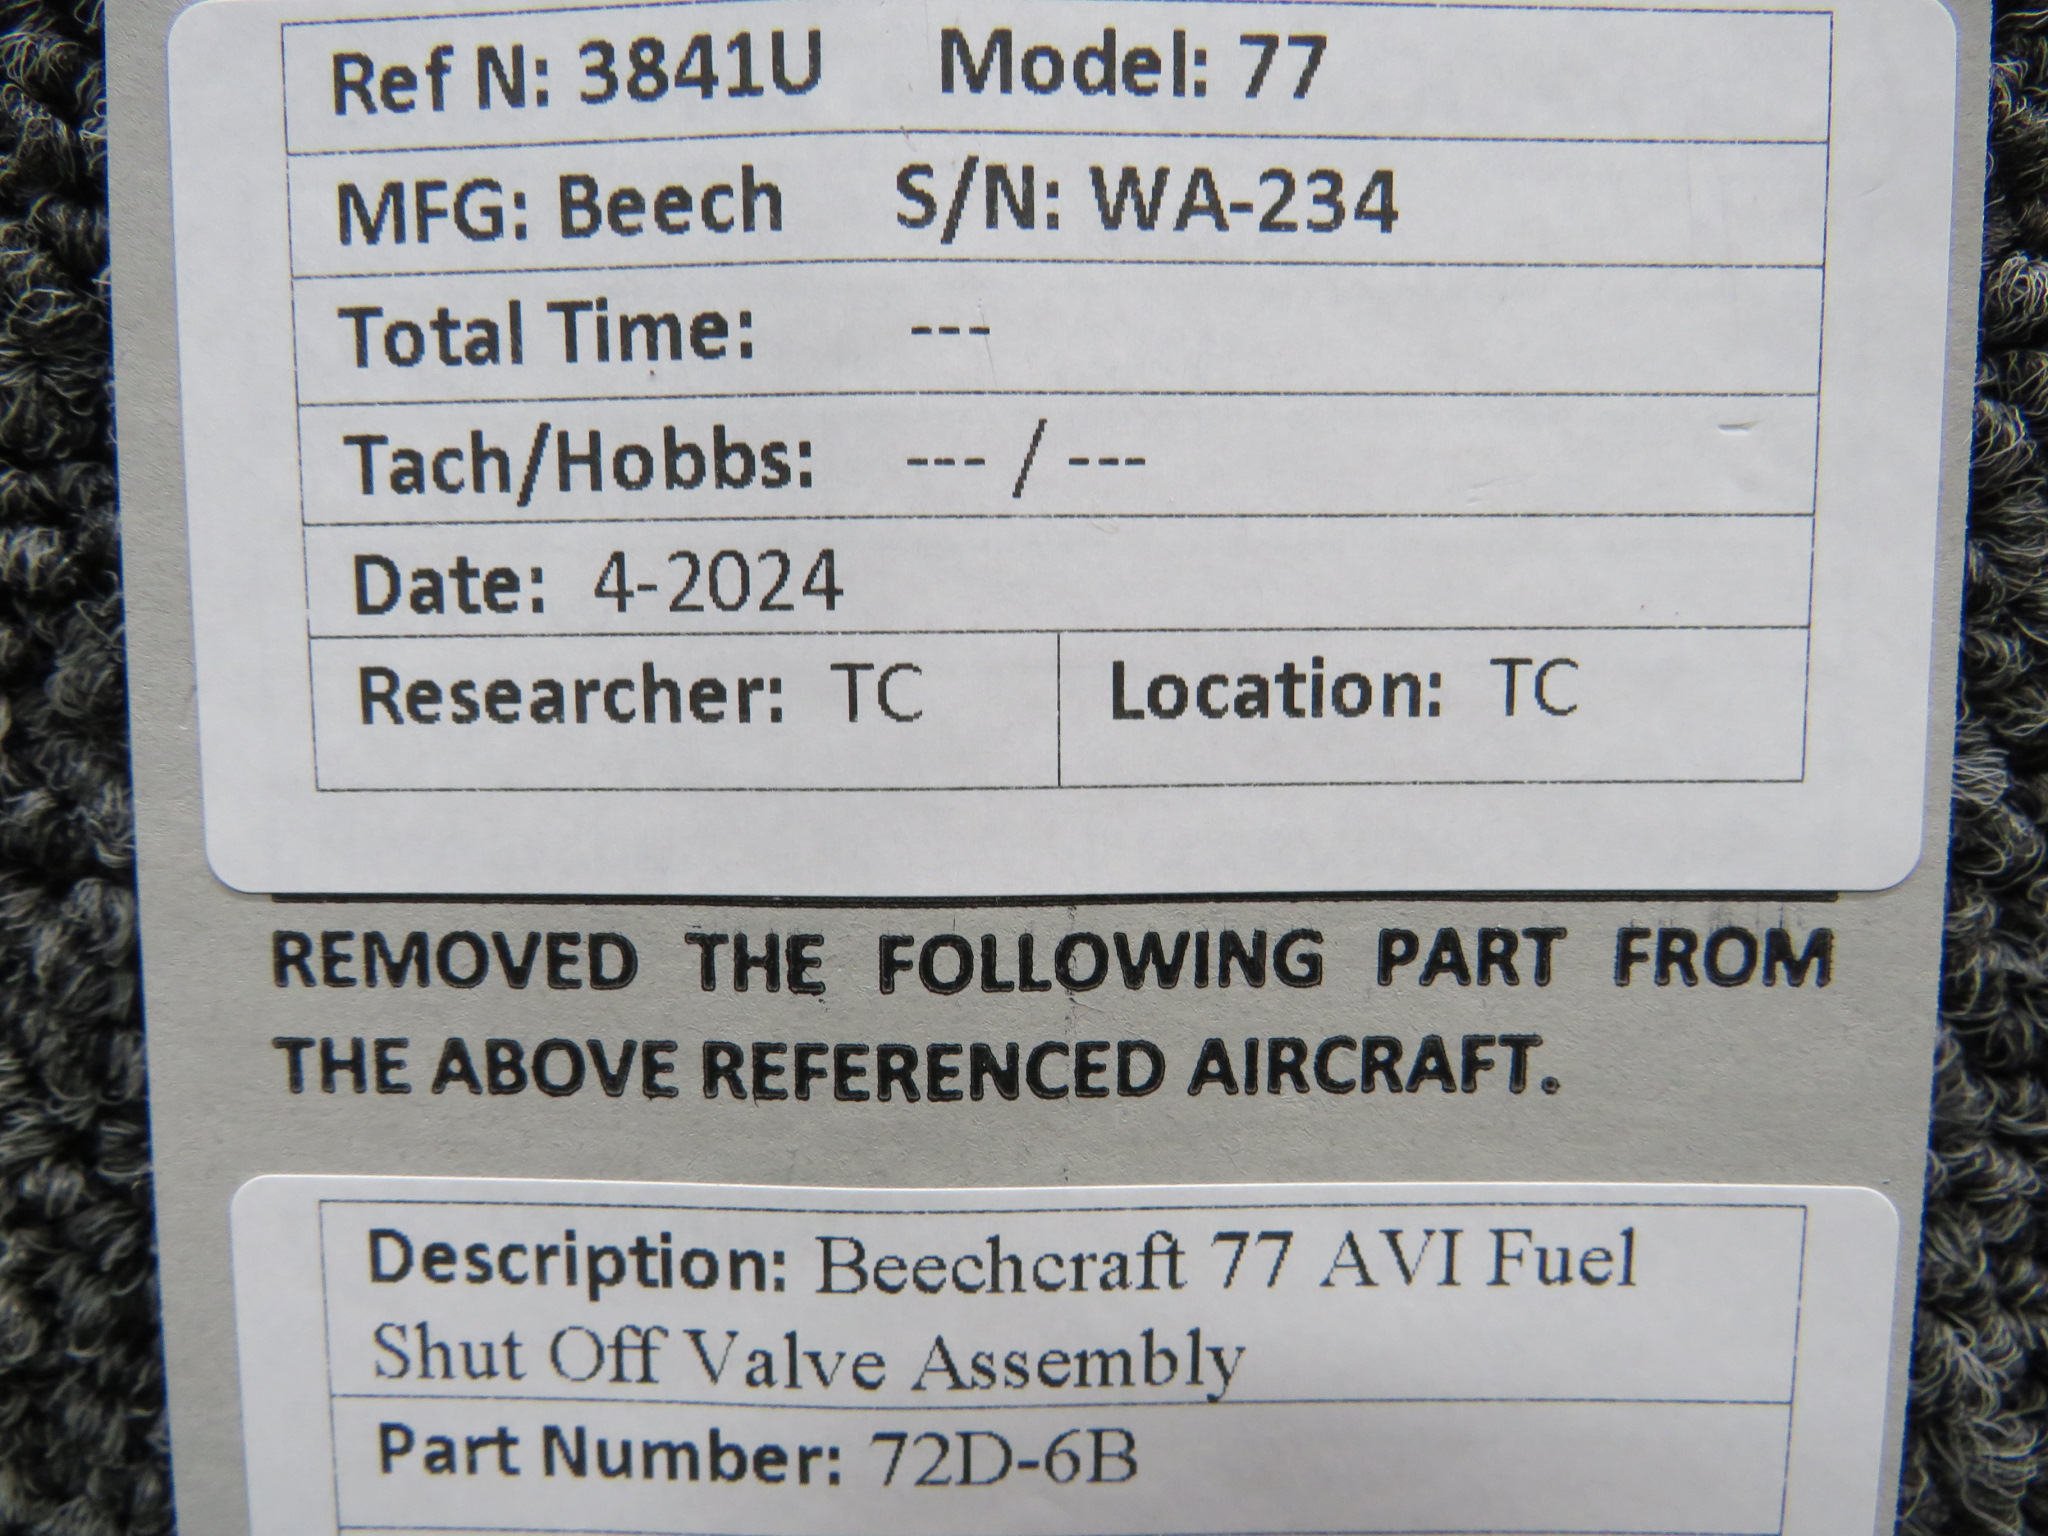 Ref N: 3841U Model: 77
MFG: Beech S/N: WA-234
Total Time: ---
Tach/Hobbs: --- / ---
Date: 4-2024
Researcher: TC Location: TC
REMOVED THE FOLLOWING PART FROM
THE ABOVE REFERENCED AIRCRAFT.
Description: Beechcraft 77 AVI Fuel
Shut Off Valve Assembly
Part Number: 72D-6B